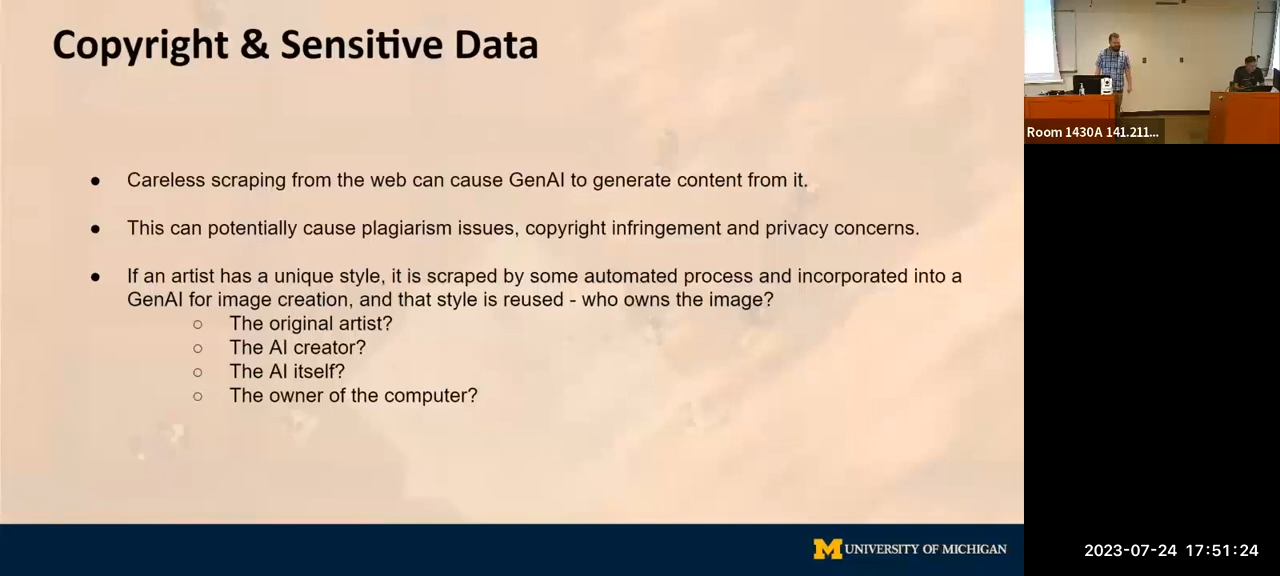 Copyright & Sensitive Data
● Careless scraping from the web can cause GenAI to generate content from it.
● This can potentially cause plagiarism issues, copyright infringement and privacy concerns.
● If an artist has a unique style, it is scraped by some automated process and incorporated into a
GenAI for image creation, and that style is reused - who owns the image?
○ The original artist?
○ The AI creator?
○ The AI itself?
○ The owner of the computer?
M UNIVERSITY OF MICHIGAN
Room 1430A 141.211...
2023-07-24 17:51:24